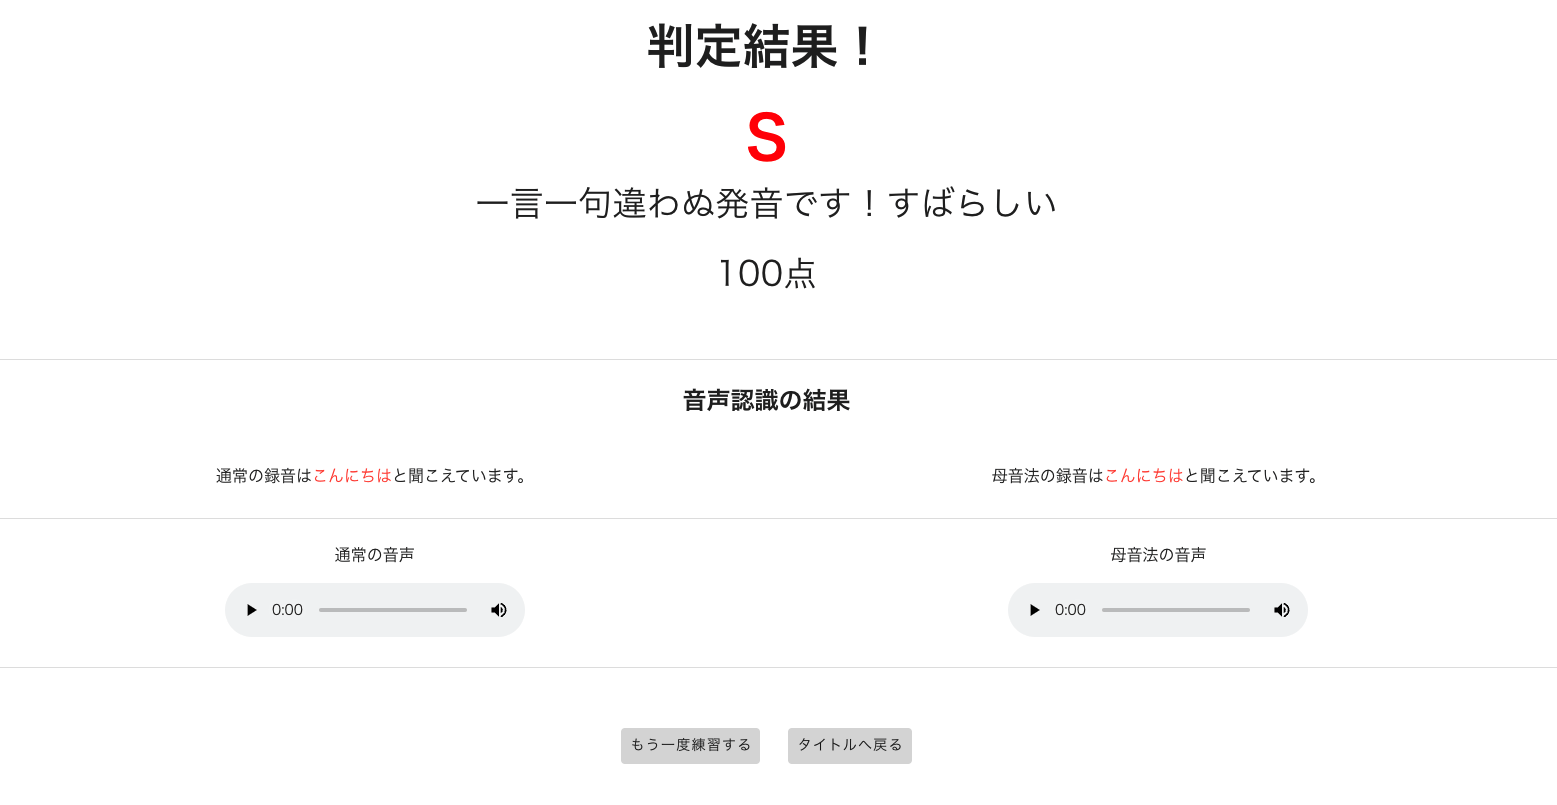 判定結果！
S
一言一句違わぬ発音です！すばらしい
100点
音声認識の結果
通常の録音はこんにちはと聞こえています。
母音法の録音はこんにちはと聞こえています。
通常の音声
母音法の音声
0:00
0:00
もう一度練習する
タイトルへ戻る